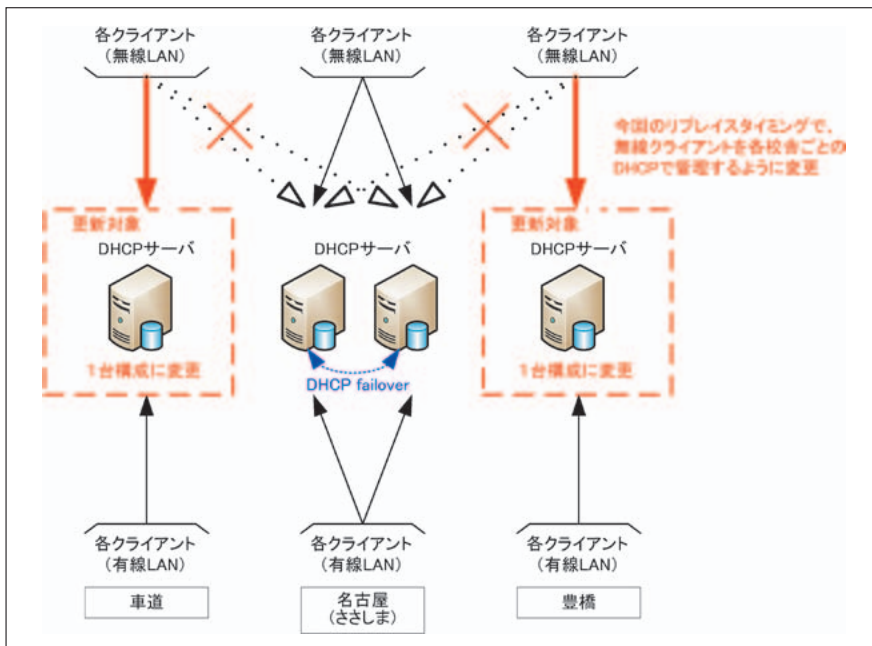 各クライアント
（無線LAN）
各クライアント
（無線LAN）
各クライアント
（無線LAN）
今回のリプレイスタイミングで、
無線クライアントを各校舎ごとの
DHCPで管理するように変更
更新対象
DHCPサーバ
1台構成に変更
DHCPサーバ
DHCPサーバ
DHCP failover
更新対象
DHCPサーバ
1台構成に変更
各クライアント
（有線LAN）
各クライアント
（有線LAN）
各クライアント
（有線LAN）
車道
名古屋
（ささしま）
豊橋